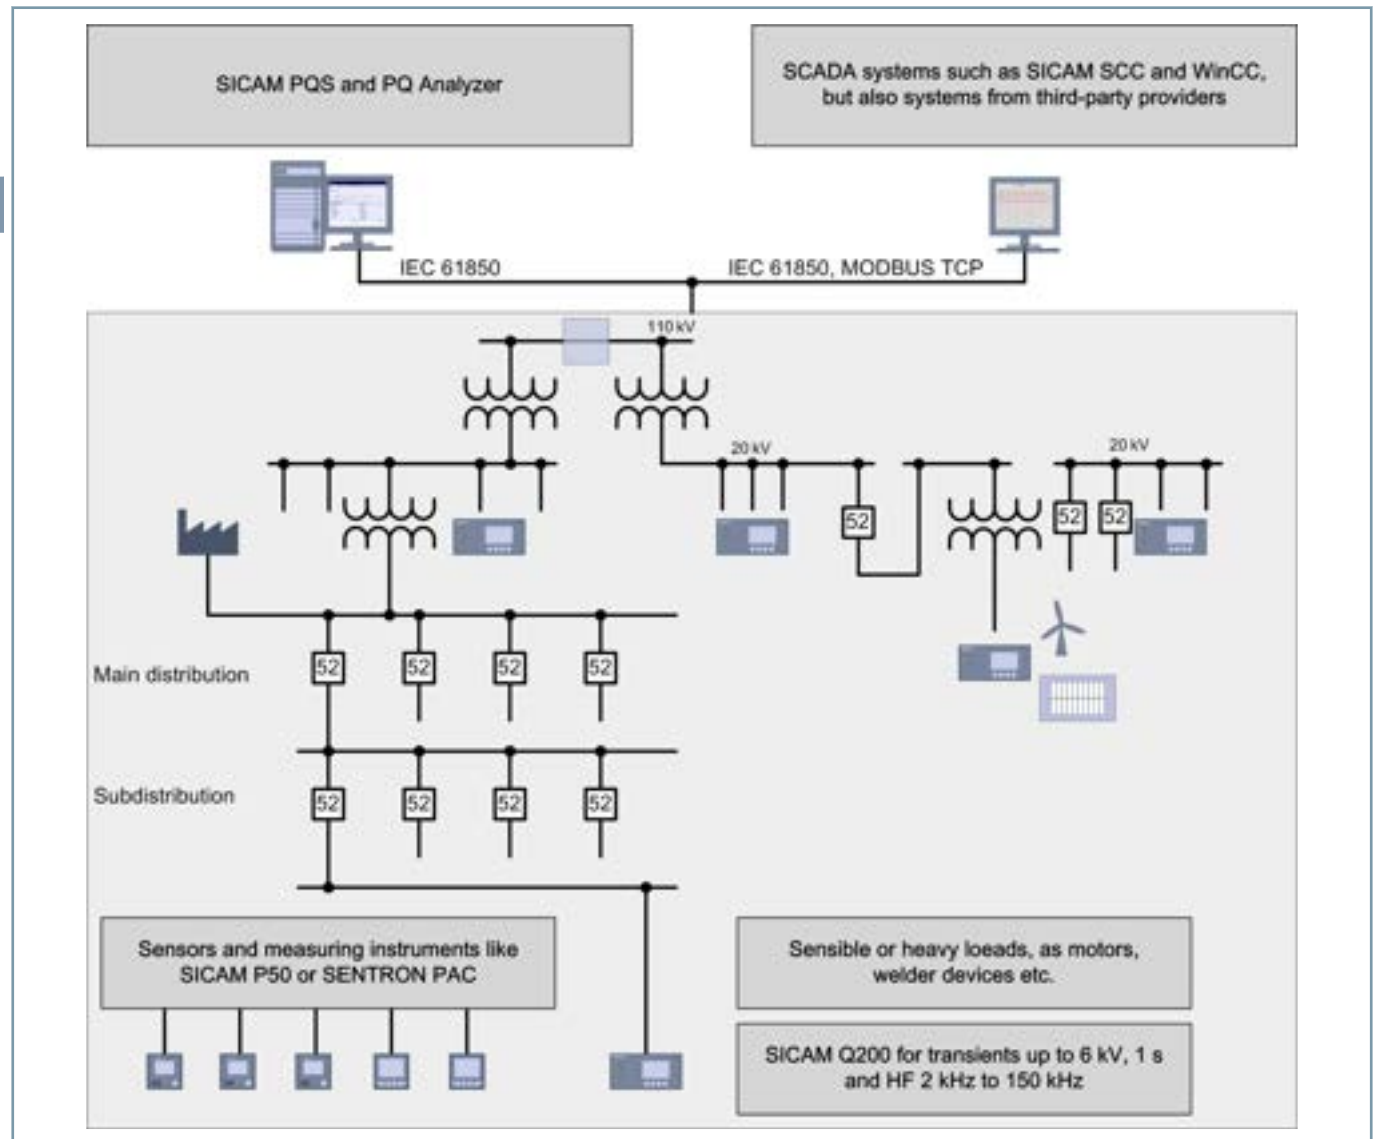 SICAM PQS and PQ Analyzer
SCADA systems such as SICAM SCC and WinCC,
but also systems from third-party providers
IEC 61850
IEC 61850, MODBUS TCP
110 kV
20 kV
20 kV
52
52
52
Main distribution
52
52
52
52
Subdistribution
52
52
52
52
Sensors and measuring instruments like
SICAM P50 or SENTRON PAC
Sensible or heavy loeads, as motors,
welder devices etc.
SICAM Q200 for transients up to 6 kV, 1 s
and HF 2 kHz to 150 kHz